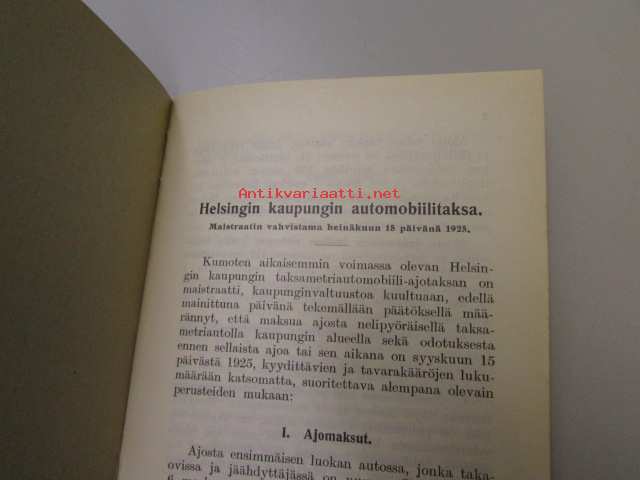 Antikvariaatti.net
Helsingin kaupungin automobiilitaksa.
Maistraatin vahvistama heinäkuun 15 päivänä 1925.
Kumoten aikaisemmin voimassa olevan Helsin-
gin kaupungin taksametriautomobiili-ajotaksan on
maistraatti, kaupunginvaltuustoa kuultuaan, edellä
mainittuna päivänä tekemällään päätöksellä mää-
rännyt, että maksua ajosta nelipyöräisellä taksa-
metriautolla kaupungin alueella sekä odotuksesta
ennen sellaista ajoa tai sen aikana on syyskuun 15
päivästä 1925, kyydittävien ja tavarakääröjen luku-
määrään katsomatta, suoritettava alempana olevain
perusteiden mukaan:
I. Ajomaksut.
Ajosta ensimmäisen luokan autossa, jonka taka-
ovissa ja jäähdyttäjässä on